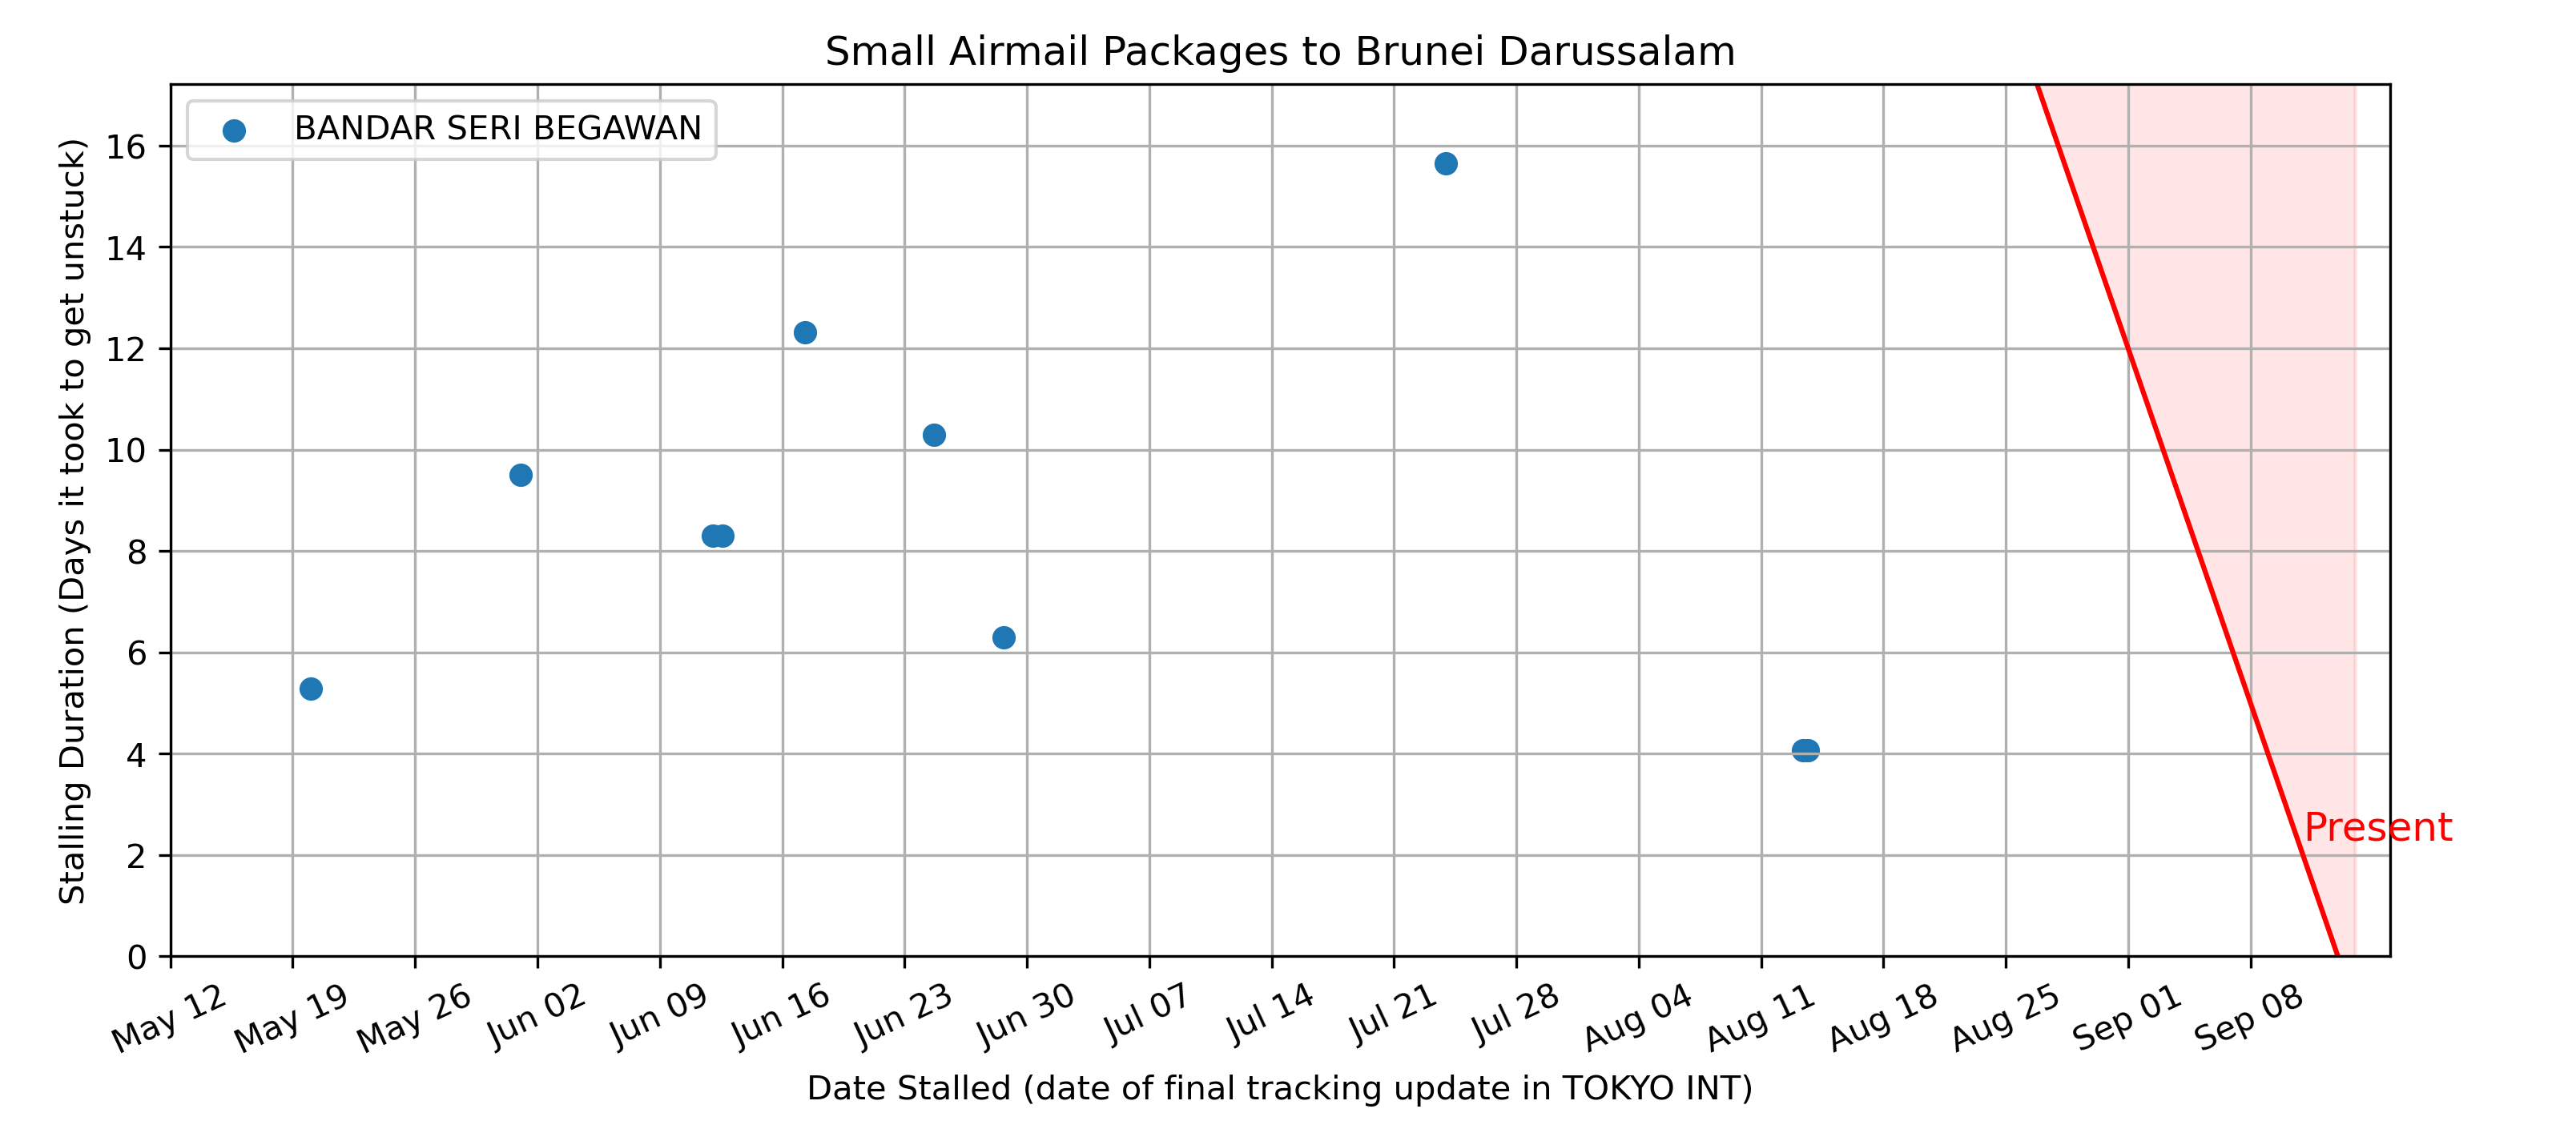 Small Airmail Packages to Brunei Darussalam
BANDAR SERI BEGAWAN
Stalling Duration (Days it took to get unstuck)
16
14
12
10
8
6
4
2
0
Present
May 12
May 19
May 26
Jun 02
Jun 09
Jun 16
Jun 23
Jun 30
Jul 07
Jul 14
Jul 21
Jul 28
Aug 04
Aug 11
Aug 18
Aug 25
Sep 01
Sep 08
Date Stalled (date of final tracking update in TOKYO INT)